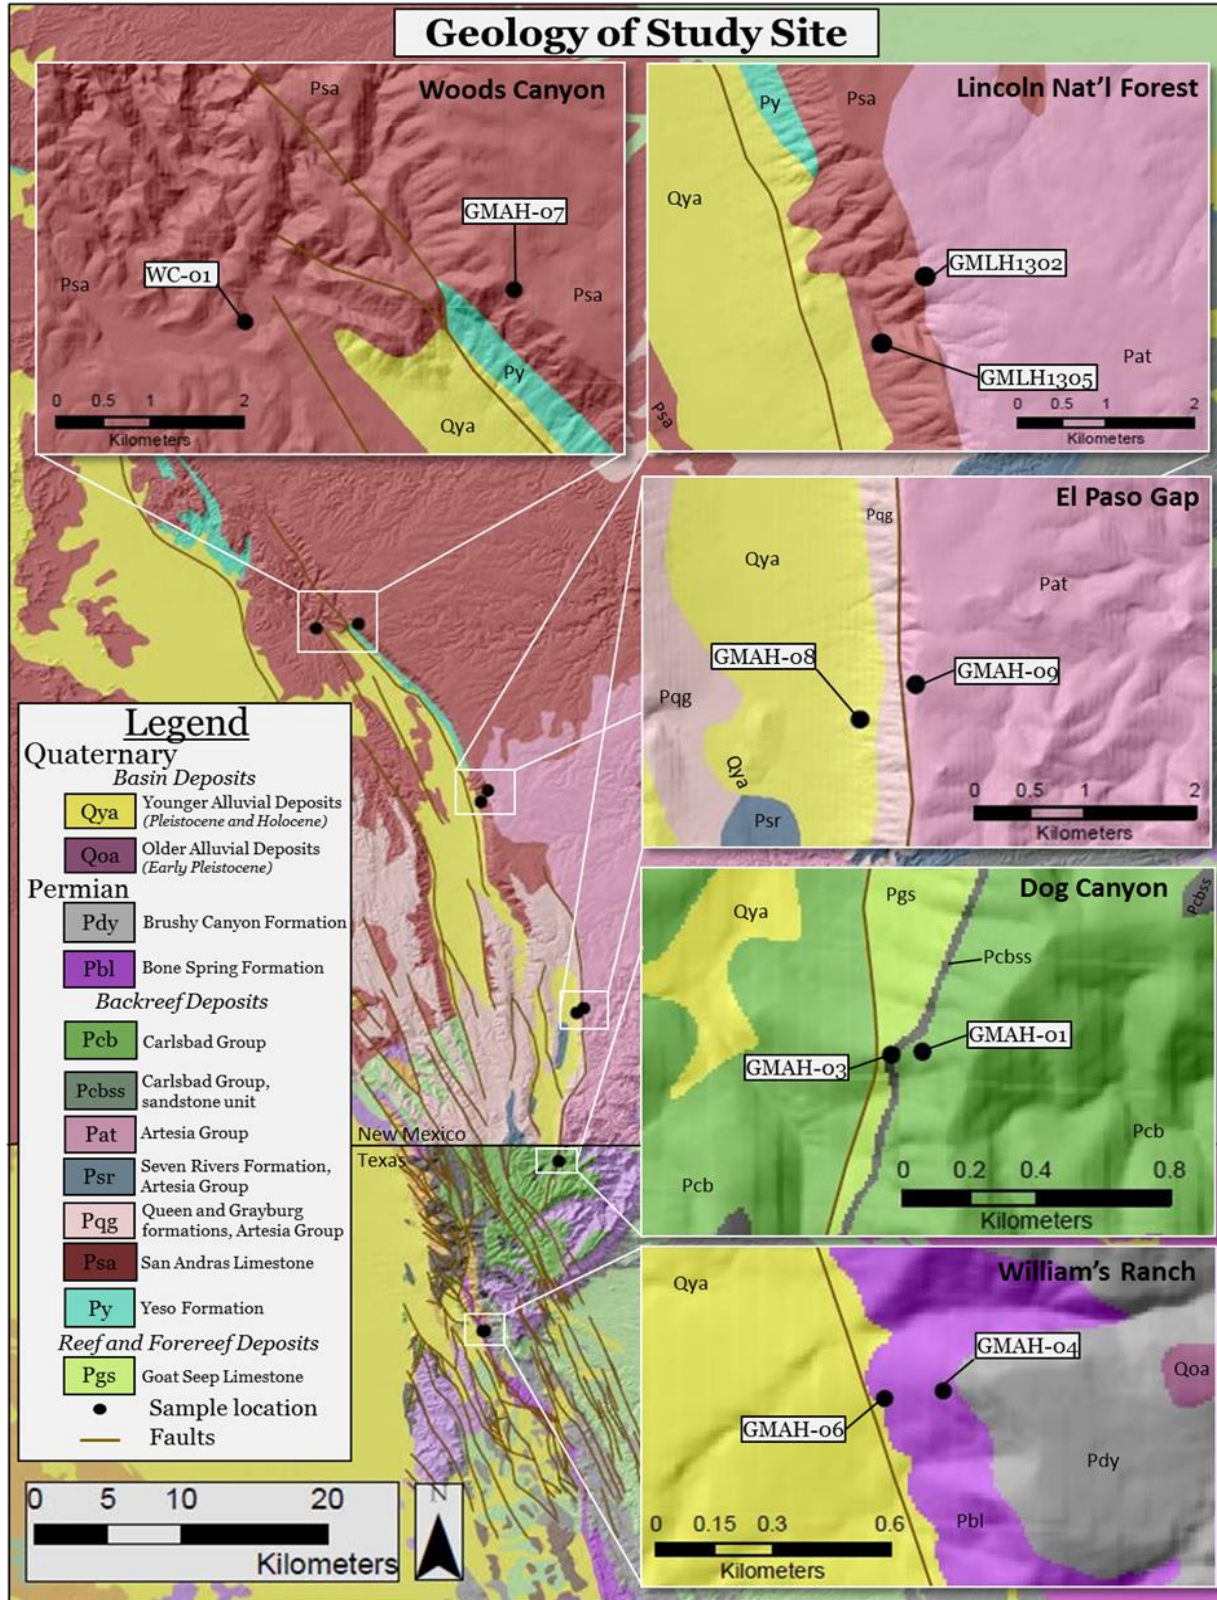 Geology of Study Site
Woods Canyon
Psa
GMAH-07
WC-01
Psa
Psa
Py
Qya
0 0.5 1 2
Kilometers
Lincoln Nat'l Forest
Py
Psa
Qya
GMLH1302
GMLH1305
Pat
Psa
0 0.5 1 2
Kilometers
El Paso Gap
Pqg
Qya
Pat
GMAH-08
GMAH-09
Pqg
Qya
Psr
0 0.5 1 2
Kilometers
Dog Canyon
Pgs
Qya
Pcbss
Pcbss
GMAH-01
GMAH-03
Pcb
Pcb
0 0.2 0.4 0.8
Kilometers
William's Ranch
Qya
GMAH-04
Qoa
GMAH-06
Pdy
Pbl
0 0.15 0.3 0.6
Kilometers
New Mexico
Texas
Legend
Quaternary
Basin Deposits
Qya Younger Alluvial Deposits
(Pleistocene and Holocene)
Qoa Older Alluvial Deposits
(Early Pleistocene)
Permian
Pdy Brushy Canyon Formation
Pbl Bone Spring Formation
Backreef Deposits
Pcb Carlsbad Group
Pcbss Carlsbad Group,
sandstone unit
Pat Artesia Group
Psr Seven Rivers Formation,
Artesia Group
Pqg Queen and Grayburg
formations, Artesia Group
Psa San Andras Limestone
Py Yeso Formation
Reef and Forereef Deposits
Pgs Goat Seep Limestone
Sample location
Faults
0 5 10 20
Kilometers
N